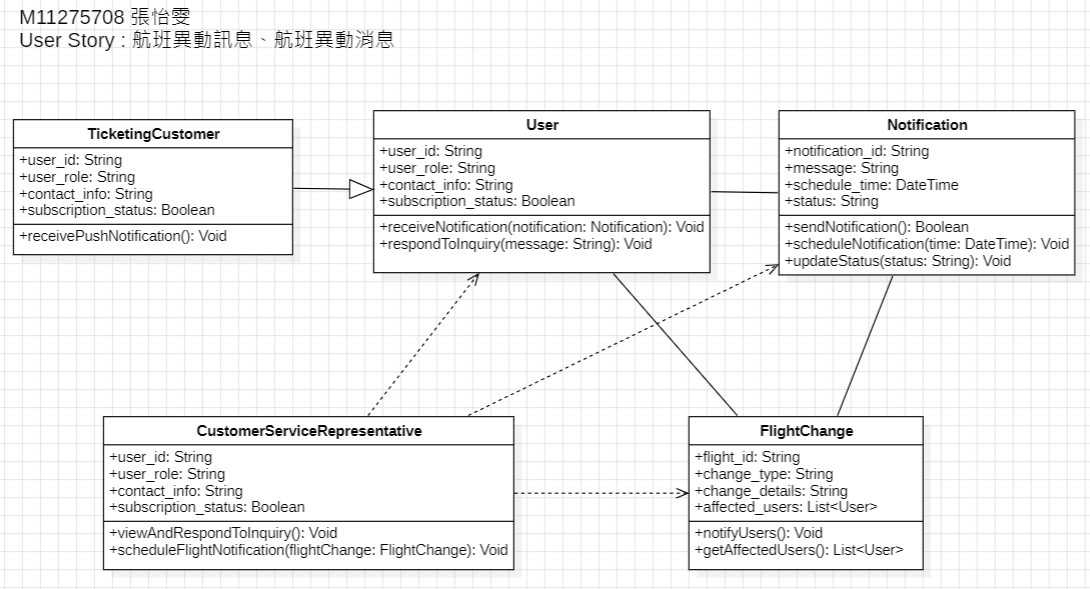 M11275708 張怡雯
User Story : 航班異動訊息、航班異動消息
TicketingCustomer
+user_id: String
+user_role: String
+contact_info: String
+subscription_status: Boolean
+receivePushNotification(): Void
User
+user_id: String
+user_role: String
+contact_info: String
+subscription_status: Boolean
+receiveNotification(notification: Notification): Void
+respondToInquiry(message: String): Void
Notification
+notification_id: String
+message: String
+schedule_time: DateTime
+status: String
+sendNotification(): Boolean
+scheduleNotification(time: DateTime): Void
+updateStatus(status: String): Void
CustomerServiceRepresentative
+user_id: String
+user_role: String
+contact_info: String
+subscription_status: Boolean
+viewAndRespondToInquiry(): Void
+scheduleFlightNotification(flightChange: FlightChange): Void
FlightChange
+flight_id: String
+change_type: String
+change_details: String
+affected_users: List<User>
+notifyUsers(): Void
+getAffectedUsers(): List<User>